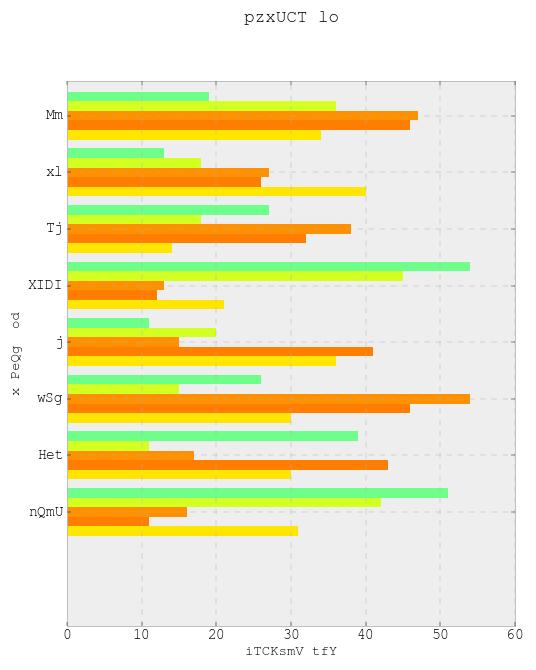 pzxUCT lo
Mm
xl
Tj
XIDI
j
wSg
Het
nQmU
x PeQg od
0 10 20 30 40 50 60
iTCKsmV tfY